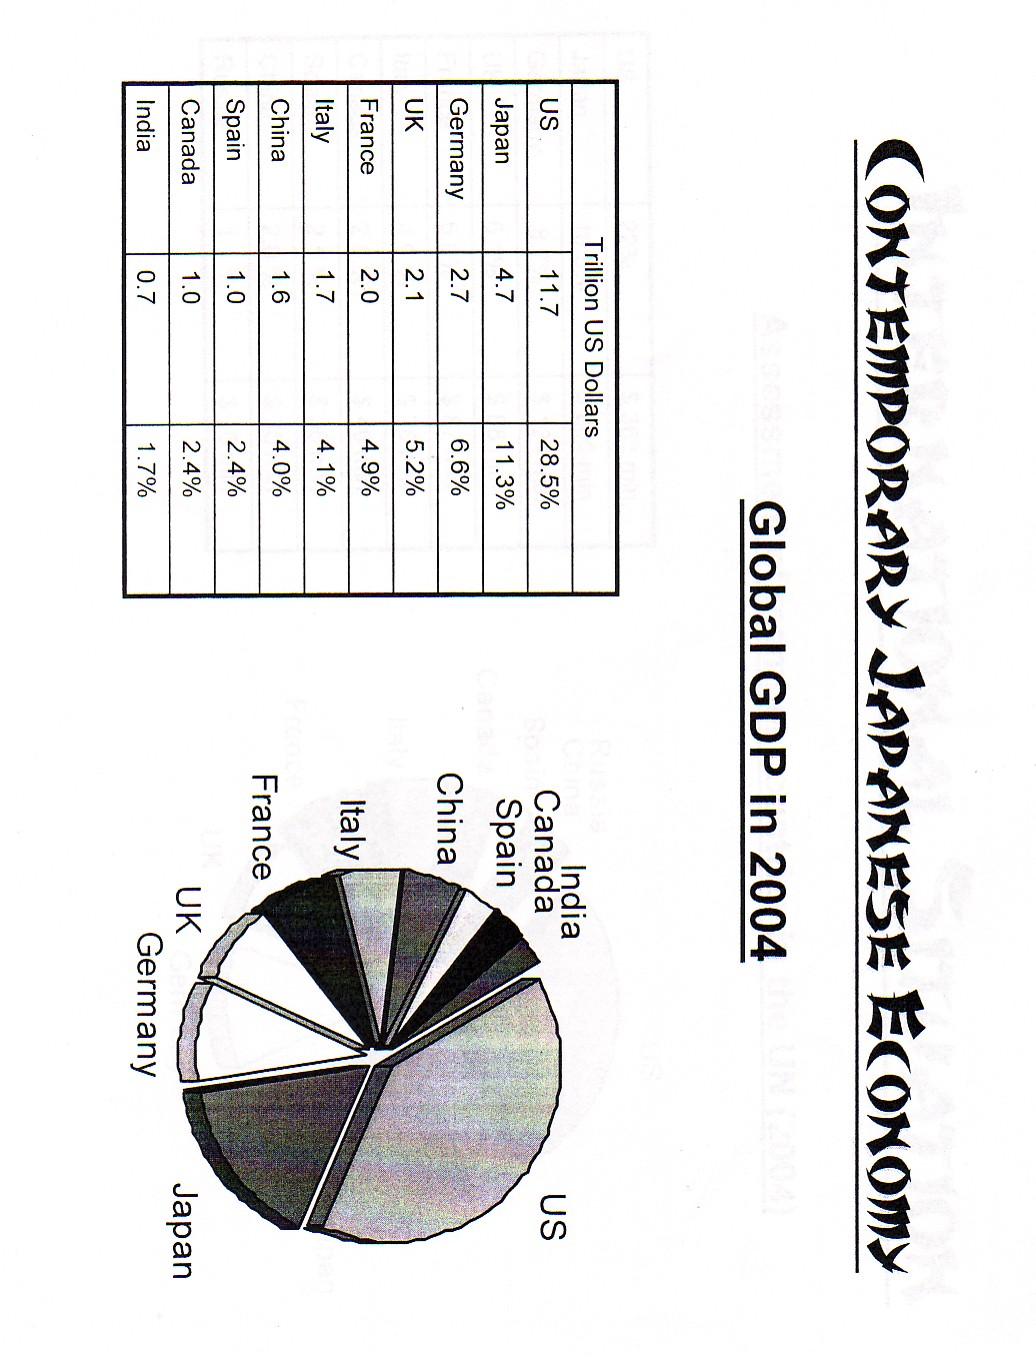 CONTEMPORARY JAPANESE ECONOMY
Global GDP in 2004
Trillion US Dollars
US 11.7 28.5%
Japan 4.7 11.3%
Germany 2.7 6.6%
UK 2.1 5.2%
France 2.0 4.9%
Italy 1.7 4.1%
China 1.6 4.0%
Spain 1.0 2.4%
Canada 1.0 2.4%
India 0.7 1.7%
India
Canada
Spain
China
Italy
France
UK
Germany
Japan
US